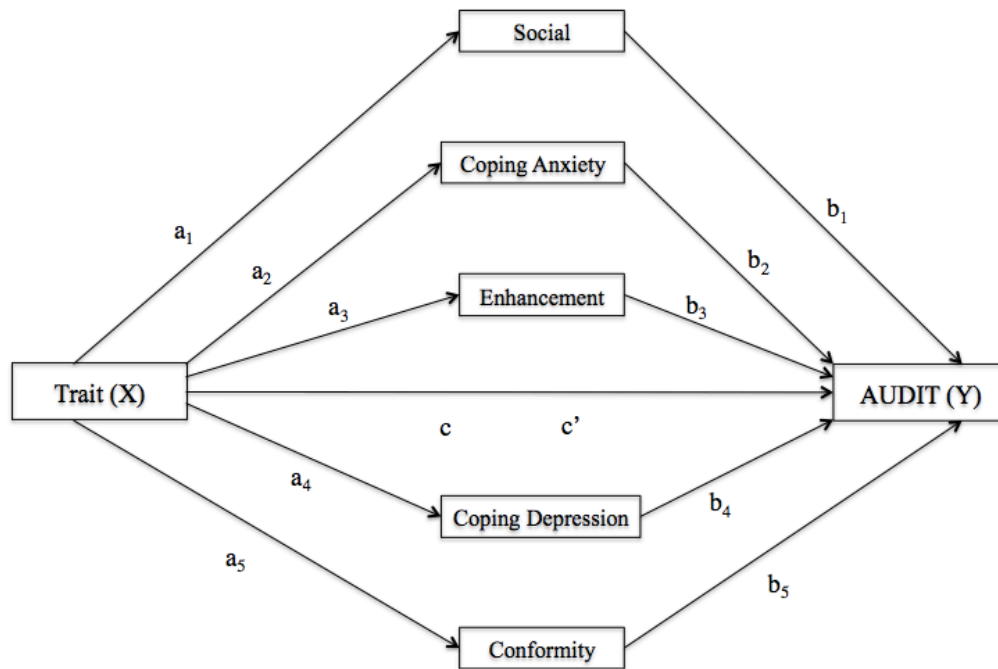 Social
Coping Anxiety
b₁
a₁
b₂
a₂
Enhancement
a₃
b₃
Trait (X)
AUDIT (Y)
c c’
a₄
b₄
Coping Depression
a₅
b₅
Conformity